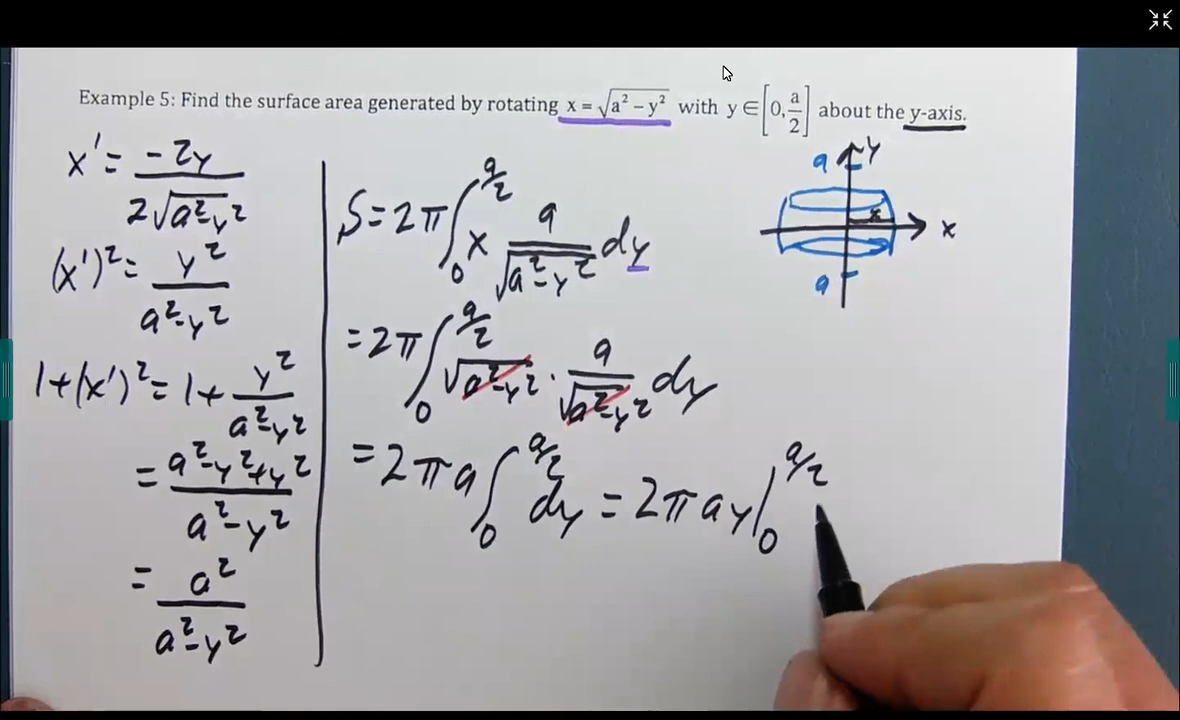 Example 5: Find the surface area generated by rotating x = √(a² − y²) with y ∈ [0, a/2] about the y-axis.
x' = −2y / 2√(a²−y²)
(x')² = y² / (a²−y²)
1+(x')² = 1 + y² / (a²−y²)
= (a²−y²+y²) / (a²−y²)
= a² / (a²−y²)
S = 2π ∫₀^(a/2) x a/√(a²−y²) dy
= 2π ∫₀^(a/2) √(a²−y²) · a/√(a²−y²) dy
= 2πa ∫₀^(a/2) dy = 2πay |₀^(a/2)
a y
x
x
a